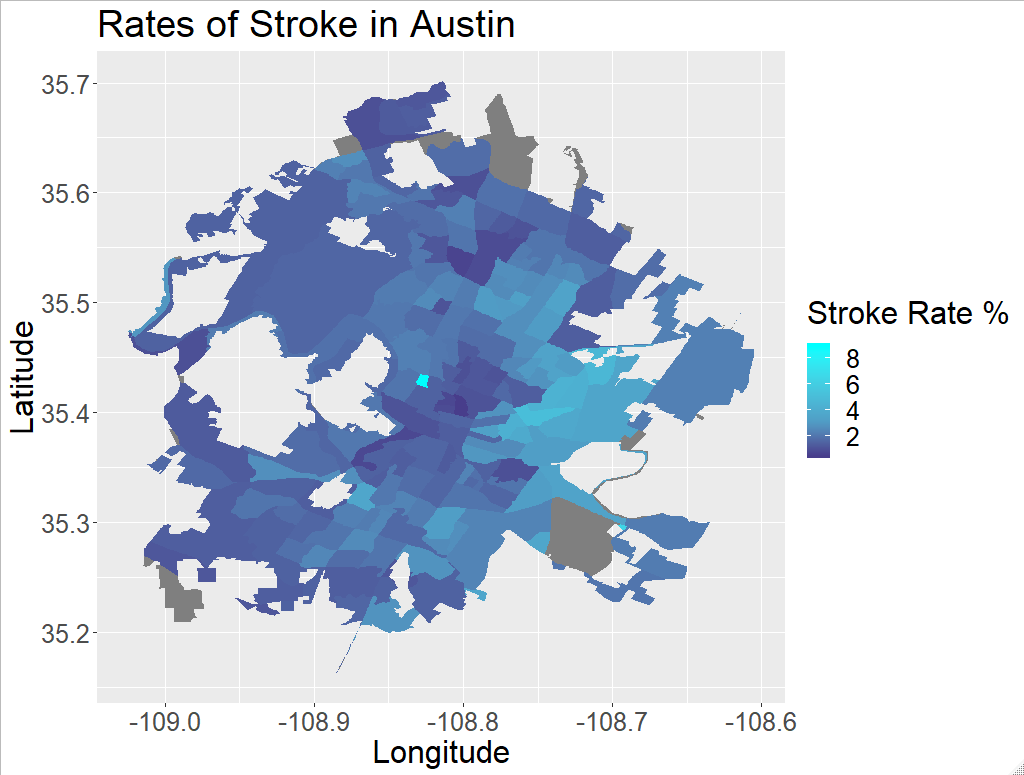 Rates of Stroke in Austin
35.7
35.6
35.5
35.4
35.3
35.2
Latitude
-109.0 -108.9 -108.8 -108.7 -108.6
Longitude
Stroke Rate %
8
6
4
2